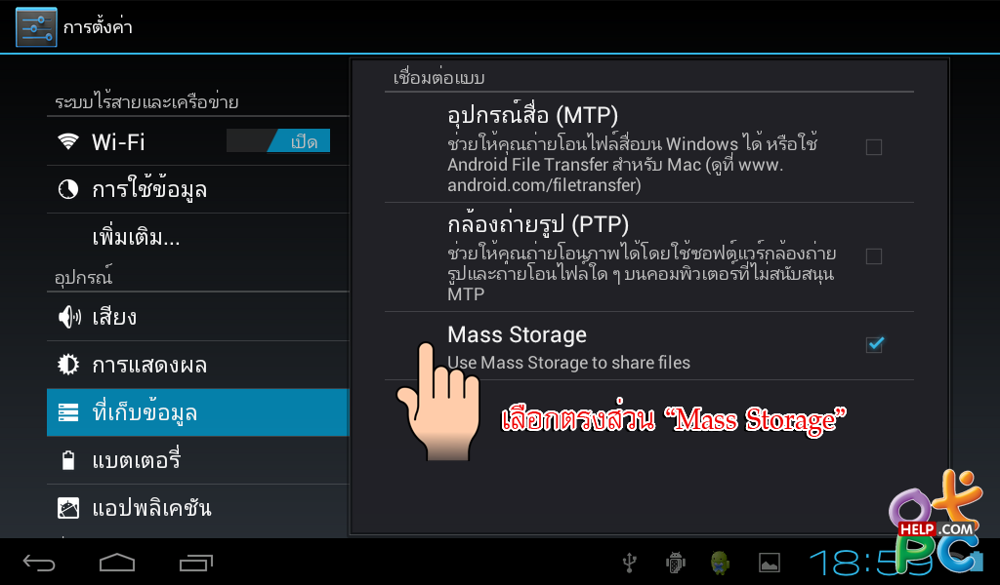 การตั้งค่า
ระบบไร้สายและเครือข่าย
Wi-Fi
เปิด
การใช้ข้อมูล
เพิ่มเติม...
อุปกรณ์
เสียง
การแสดงผล
ที่เก็บข้อมูล
แบตเตอรี่
แอปพลิเคชัน
เชื่อมต่อแบบ
อุปกรณ์สื่อ (MTP)
ช่วยให้คุณถ่ายโอนไฟล์สื่อบน Windows ได้ หรือใช้
Android File Transfer สำหรับ Mac (ดูที่ www.
android.com/filetransfer)
กล้องถ่ายรูป (PTP)
ช่วยให้คุณถ่ายโอนภาพได้โดยใช้ซอฟต์แวร์กล้องถ่าย
รูปและถ่ายโอนไฟล์ใด ๆ บนคอมพิวเตอร์ที่ไม่สนับสนุน
MTP
Mass Storage
Use Mass Storage to share files
เลือกตรงส่วน “Mass Storage”
HELP.COM
PC
18:59